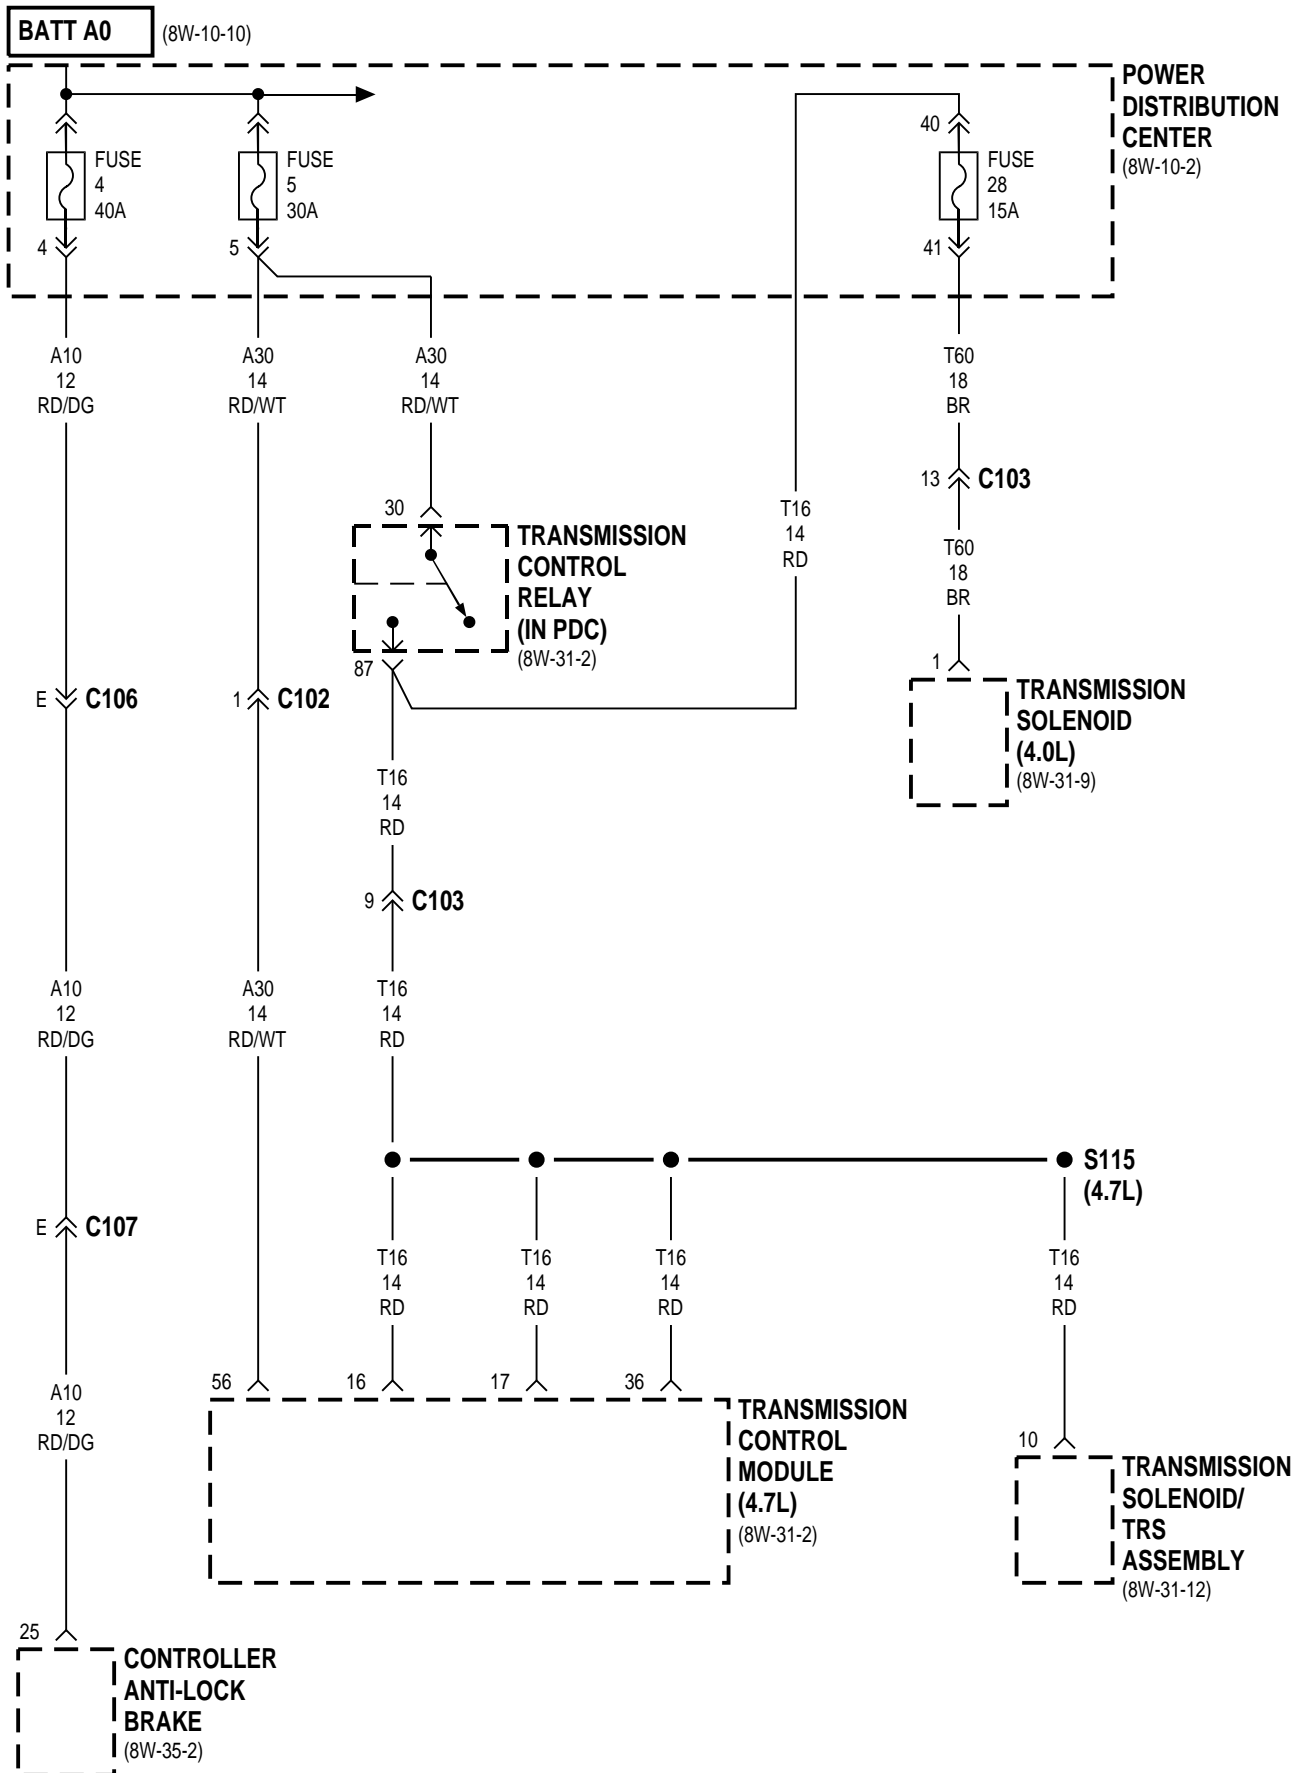 BATT A0
(8W-10-10)
POWER
DISTRIBUTION
CENTER
(8W-10-2)
FUSE
4
40A
4
FUSE
5
30A
5
40
FUSE
28
15A
41
A10
12
RD/DG
A30
14
RD/WT
A30
14
RD/WT
T60
18
BR
13
C103
T60
18
BR
T16
14
RD
30
TRANSMISSION
CONTROL
RELAY
(IN PDC)
(8W-31-2)
87
E
C106
1
C102
1
TRANSMISSION
SOLENOID
(4.0L)
(8W-31-9)
T16
14
RD
9
C103
A10
12
RD/DG
A30
14
RD/WT
T16
14
RD
S115
(4.7L)
E
C107
T16
14
RD
T16
14
RD
T16
14
RD
T16
14
RD
A10
12
RD/DG
56
16
17
36
TRANSMISSION
CONTROL
MODULE
(4.7L)
(8W-31-2)
10
TRANSMISSION
SOLENOID/
TRS
ASSEMBLY
(8W-31-12)
25
CONTROLLER
ANTI-LOCK
BRAKE
(8W-35-2)